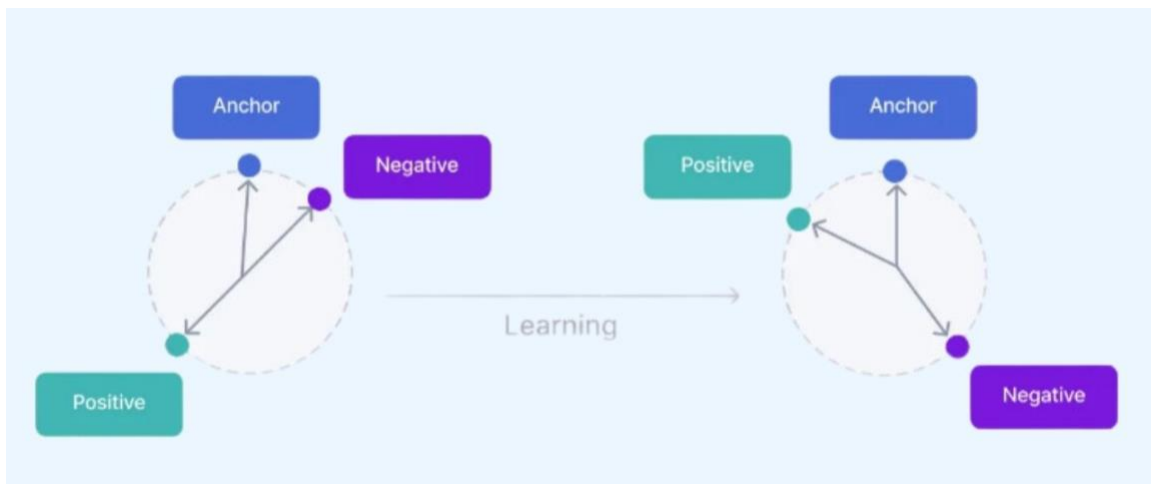 Anchor
Negative
Positive
Learning
Anchor
Positive
Negative